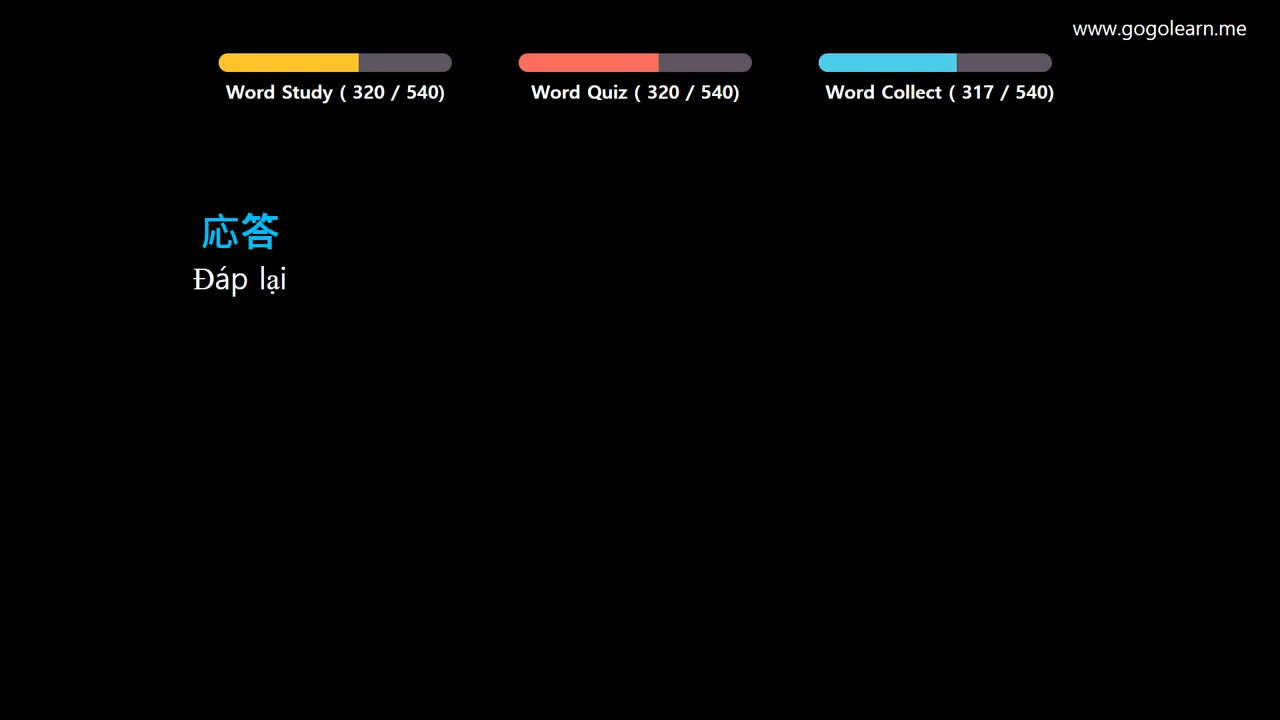 www.gogolearn.me
Word Study ( 320 / 540)
Word Quiz ( 320 / 540)
Word Collect ( 317 / 540)
応答
Đáp lại